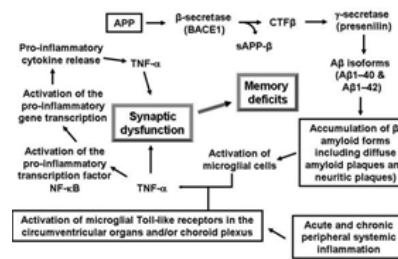 APP
β-secretase
(BACE1)
CTFβ
sAPP-β
γ-secretase
(presenilin)
Aβ isoforms
(Aβ1–40 &
Aβ1–42)
Accumulation of β
amyloid forms
including diffuse
amyloid plaques an
neuritic plaques)
Pro-inflammatory
cytokine release
TNF-α
Synaptic
dysfunction
Memory
deficits
Activation of the
pro-inflammatory
gene transcription
Activation of the
pro-inflammatory
transcription factor
NF-κB
TNF-α
Activation of
microglial cells
Activation of microglial Toll-like receptors in the
circumventricular organs and/or choroid plexus
Acute and chronic
peripheral systemic
inflammation